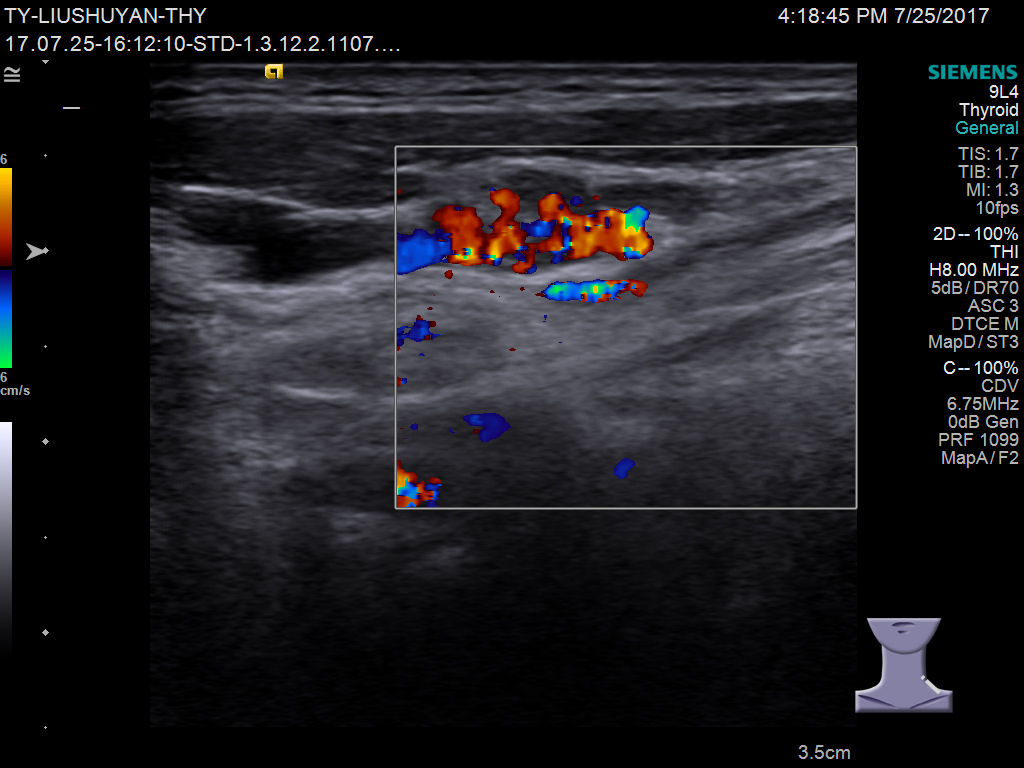 TY-LIUSHUYAN-THY
4:18:45 PM 7/25/2017
17.07.25-16:12:10-STD-1.3.12.2.1107....
SIEMENS
9L4
Thyroid
General
TIS: 1.7
TIB: 1.7
MI: 1.3
10fps
2D--100%
THI
H8.00 MHz
5dB/DR70
ASC 3
DTCE M
MapD/ST3
C--100%
CDV
6.75MHz
0dB Gen
PRF 1099
MapA/F2
6
6
cm/s
3.5cm